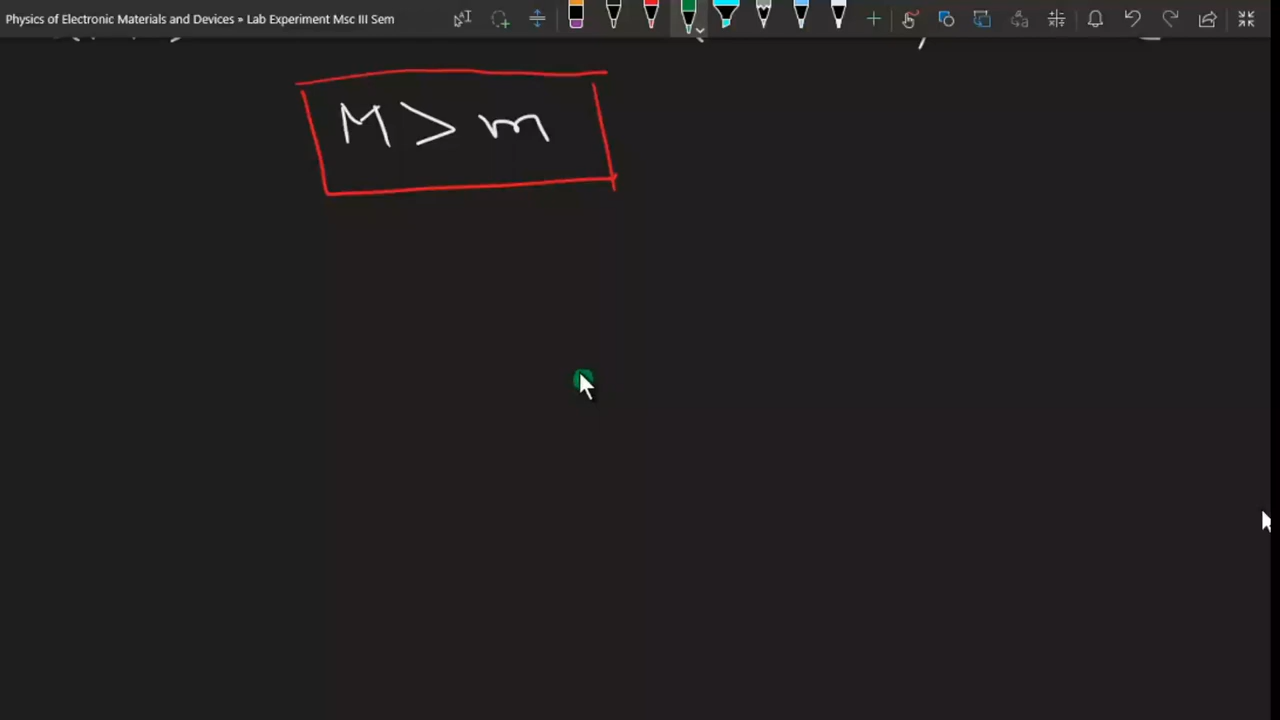 Physics of Electronic Materials and Devices » Lab Experiment Msc III Sem
M > m